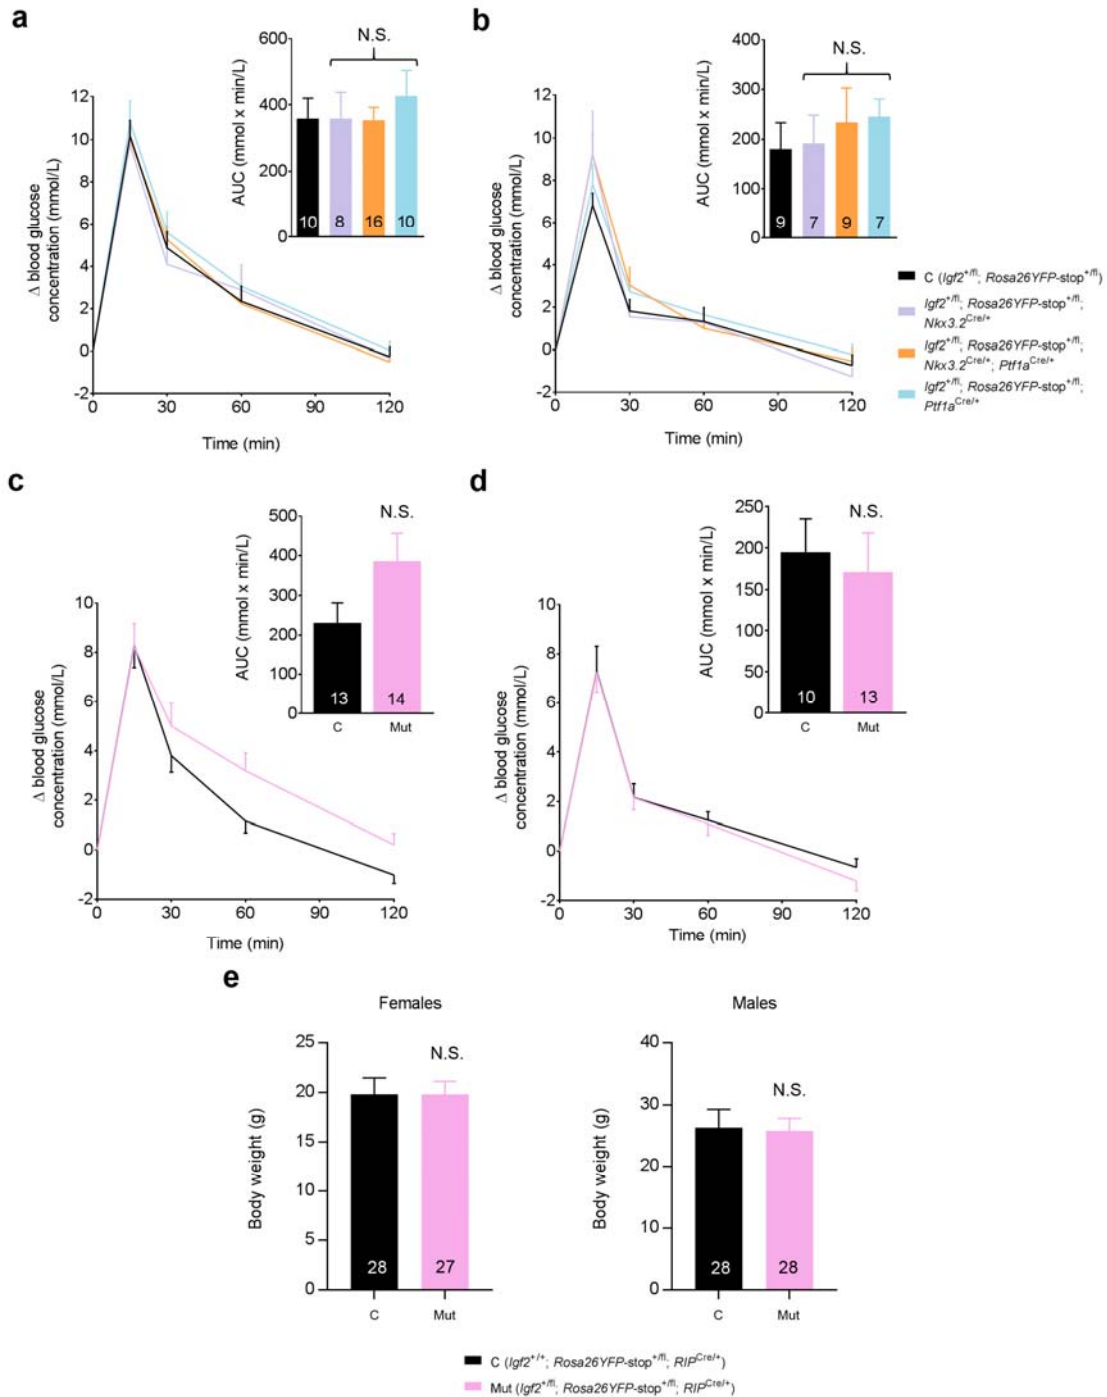 a
N.S.
600
400
200
0
AUC (mmol x min/L)
10
8
16
10
12
10
8
6
4
2
0
-2
Δ blood glucose
concentration (mmol/L)
0
30
60
90
120
Time (min)
b
N.S.
400
300
200
100
0
AUC (mmol x min/L)
9
7
9
7
12
10
8
6
4
2
0
-2
Δ blood glucose
concentration (mmol/L)
0
30
60
90
120
Time (min)
C (Igf2+/fl; Rosa26YFP-stop+/fl)
Igf2+/fl; Rosa26YFP-stop+/fl;
Nkx3.2Cre/+
Igf2+/fl; Rosa26YFP-stop+/fl;
Nkx3.2Cre/+; Ptf1aCre/+
Igf2+/fl; Rosa26YFP-stop+/fl;
Ptf1aCre/+
c
N.S.
500
400
300
200
100
0
AUC (mmol x min/L)
13
14
C
Mut
10
8
6
4
2
0
-2
Δ blood glucose
concentration (mmol/L)
0
30
60
90
120
Time (min)
d
N.S.
250
200
150
100
50
0
AUC (mmol x min/L)
10
13
C
Mut
10
8
6
4
2
0
-2
Δ blood glucose
concentration (mmol/L)
0
30
60
90
120
Time (min)
e
Females
25
20
15
10
5
0
Body weight (g)
N.S.
28
27
C
Mut
Males
40
30
20
10
0
Body weight (g)
N.S.
28
28
C
Mut
C (Igf2+/+; Rosa26YFP-stop+/fl; RIPCre/+)
Mut (Igf2+/fl; Rosa26YFP-stop+/fl; RIPCre/+)